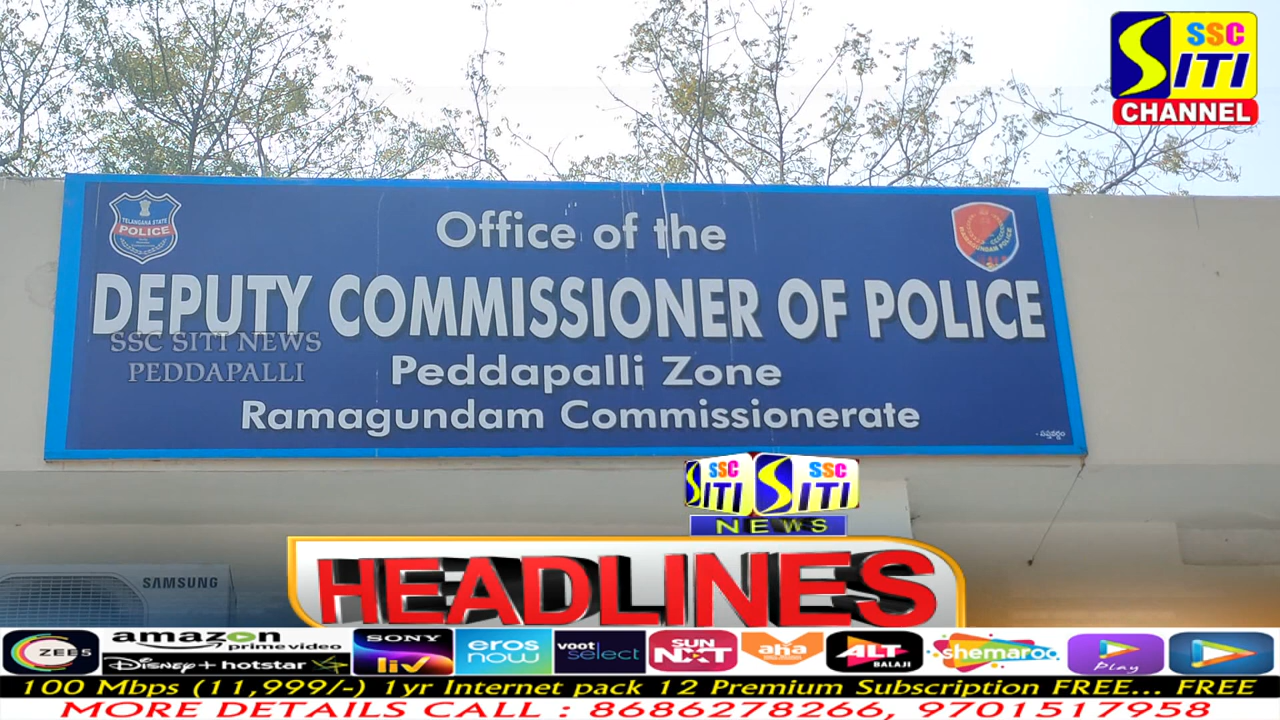 SSC
SITI
CHANNEL
TELANGANA STATE
POLICE
RAMAGUNDAM POLICE
Office of the
DEPUTY COMMISSIONER OF POLICE
SSC SITI NEWS
PEDDAPALLI
Peddapalli Zone
Ramagundam Commissionerate
SSC SITI SSC SITI
NEWS
HEADLINES
SAMSUNG
ZEE5
amazon
primevideo
Disney+ hotstar
SONY
liv
eros
now
voot
select
SUN
NXT
aha
ALT
BALAJI
shemaroo
Play
100 Mbps (11,999/-) 1yr Internet pack 12 Premium Subscription FREE... FREE
MORE DETAILS CALL : 8686278266, 9701517958